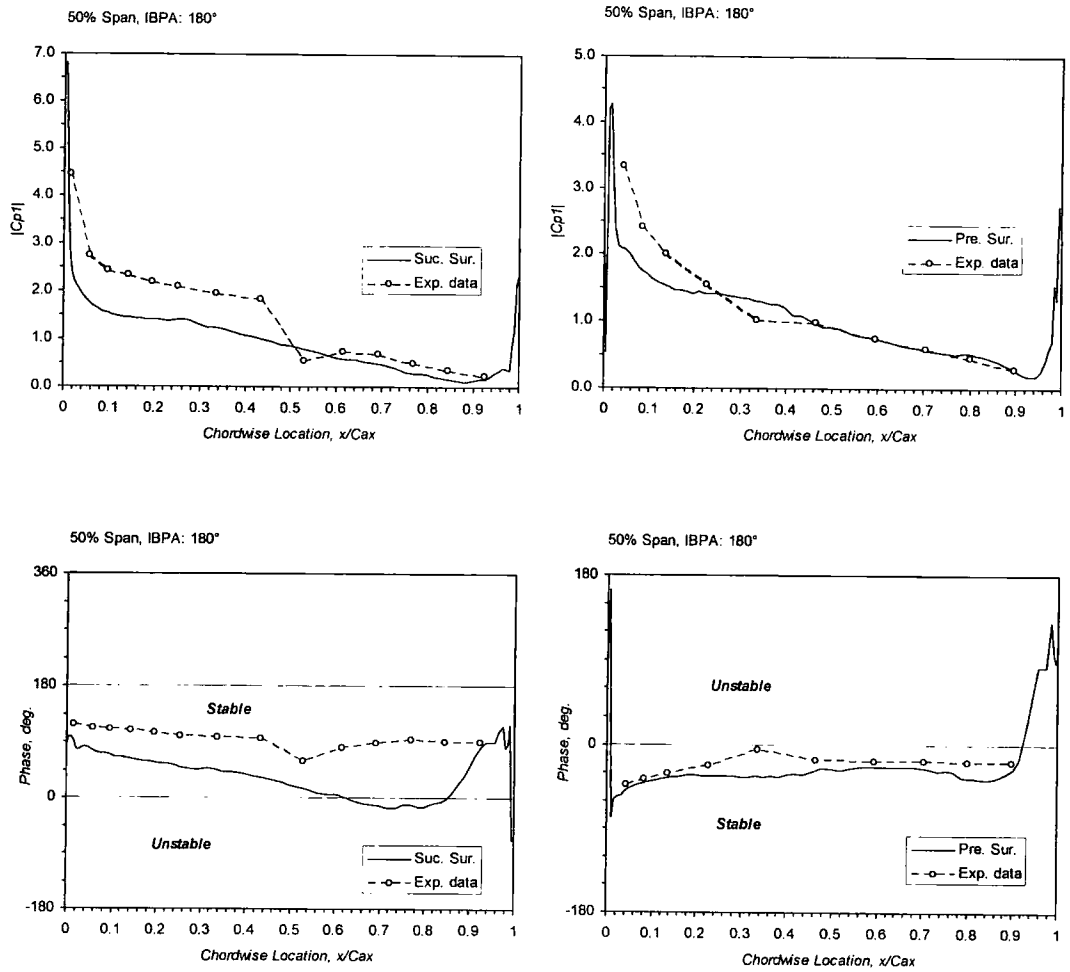 50% Span, IBPA: 180°
7.0
6.0
5.0
4.0
3.0
2.0
1.0
0.0
|Cp1|
Suc. Sur.
Exp. data
0 0.1 0.2 0.3 0.4 0.5 0.6 0.7 0.8 0.9 1
Chordwise Location, x/Cax
50% Span, IBPA: 180°
5.0
4.0
3.0
2.0
1.0
0.0
|Cp1|
Pre. Sur.
Exp. data
0 0.1 0.2 0.3 0.4 0.5 0.6 0.7 0.8 0.9 1
Chordwise Location, x/Cax
50% Span, IBPA: 180°
360
180
0
-180
Phase, deg.
Stable
Unstable
Suc. Sur.
Exp. data
0 0.1 0.2 0.3 0.4 0.5 0.6 0.7 0.8 0.9 1
Chordwise Location, x/Cax
50% Span, IBPA: 180°
180
0
-180
Phase, deg.
Unstable
Stable
Pre. Sur.
Exp. data
0 0.1 0.2 0.3 0.4 0.5 0.6 0.7 0.8 0.9 1
Chordwise Location, x/Cax